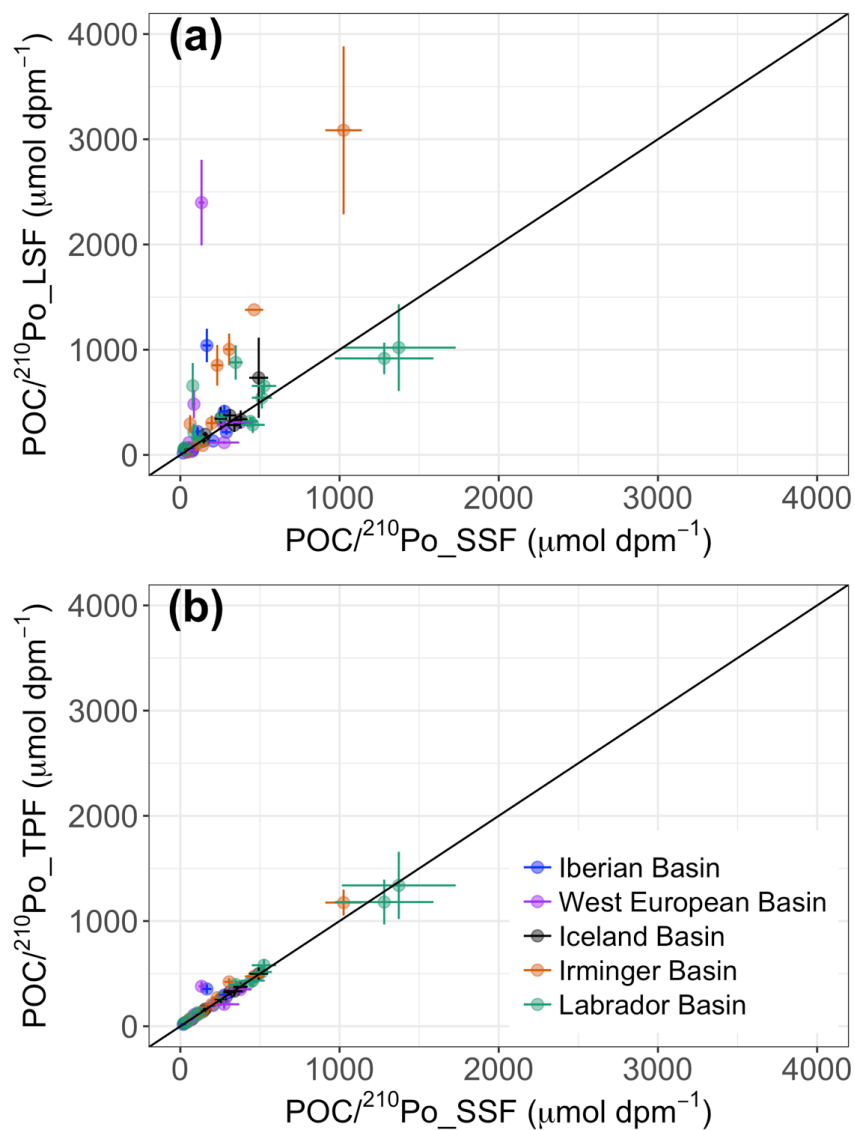 (a)
4000
3000
2000
1000
0
POC/²¹⁰Po_LSF (μmol dpm⁻¹)
0 1000 2000 3000 4000
POC/²¹⁰Po_SSF (μmol dpm⁻¹)
(b)
4000
3000
2000
1000
0
POC/²¹⁰Po_TPF (μmol dpm⁻¹)
Iberian Basin
West European Basin
Iceland Basin
Irminger Basin
Labrador Basin
0 1000 2000 3000 4000
POC/²¹⁰Po_SSF (μmol dpm⁻¹)